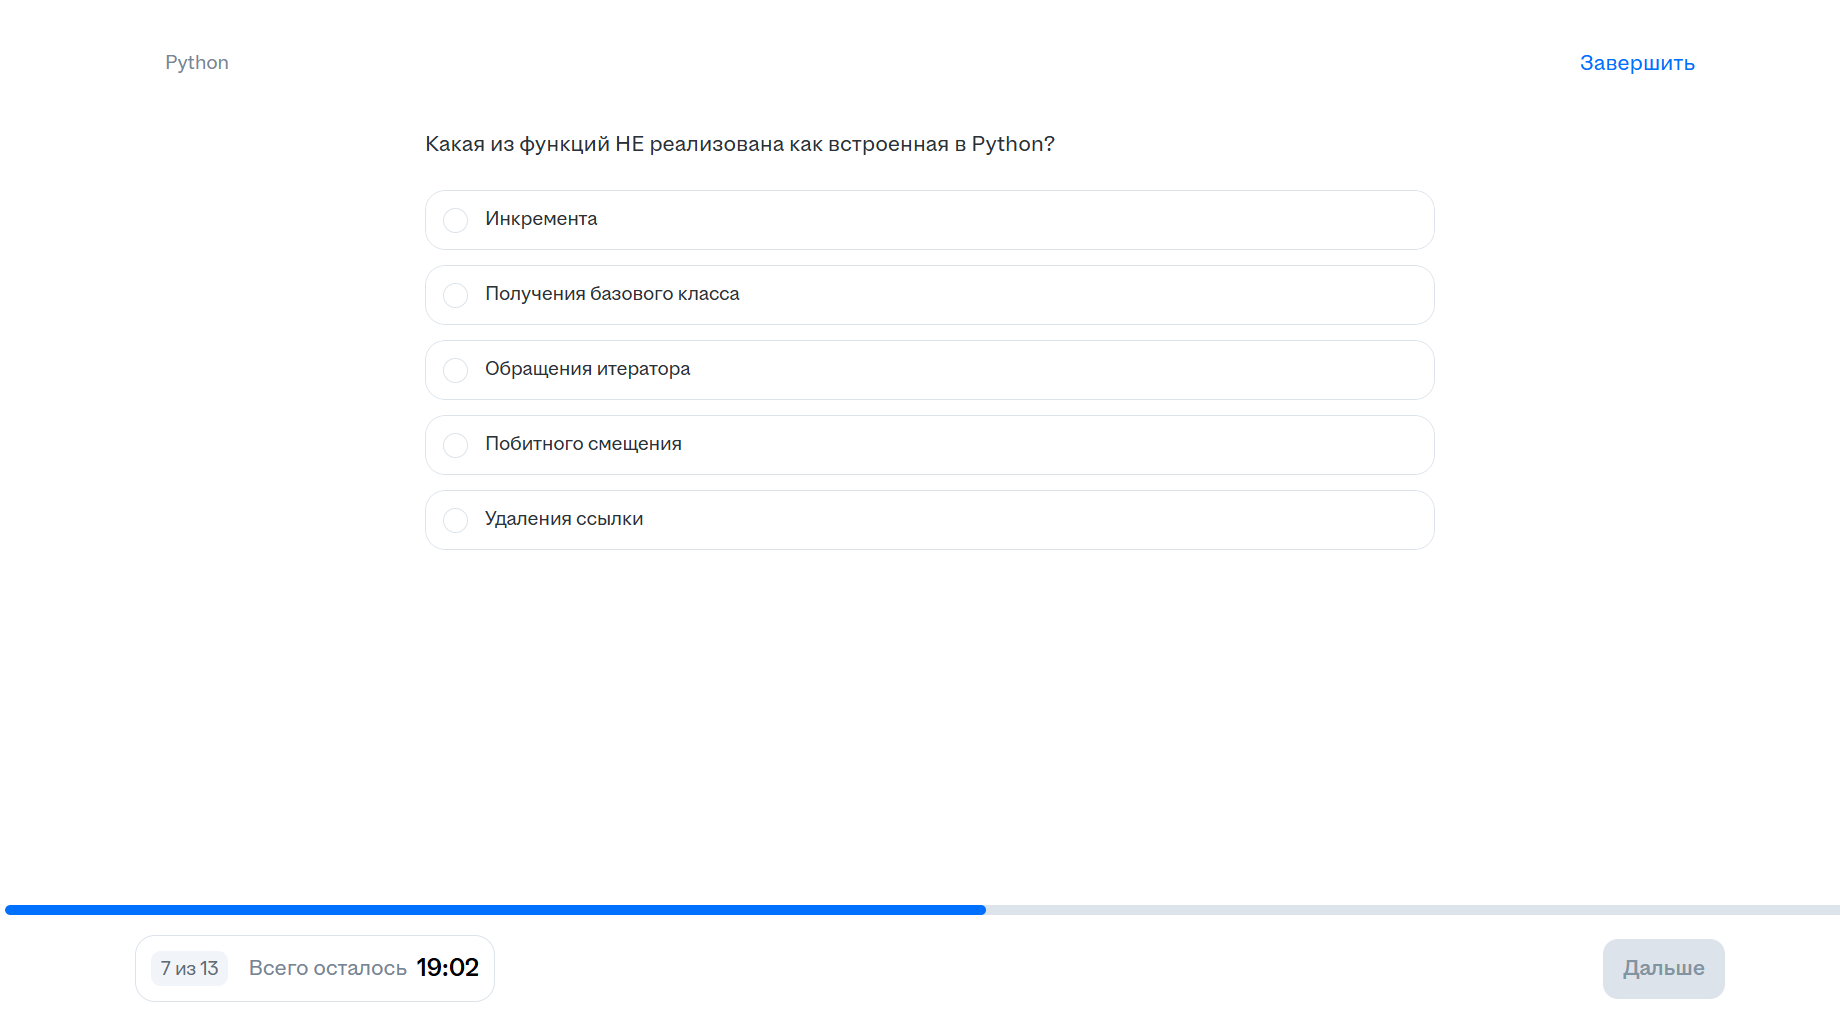 Python
Завершить
Какая из функций НЕ реализована как встроенная в Python?
Инкремента
Получения базового класса
Обращения итератора
Побитного смещения
Удаления ссылки
7 из 13
Всего осталось 19:02
Дальше